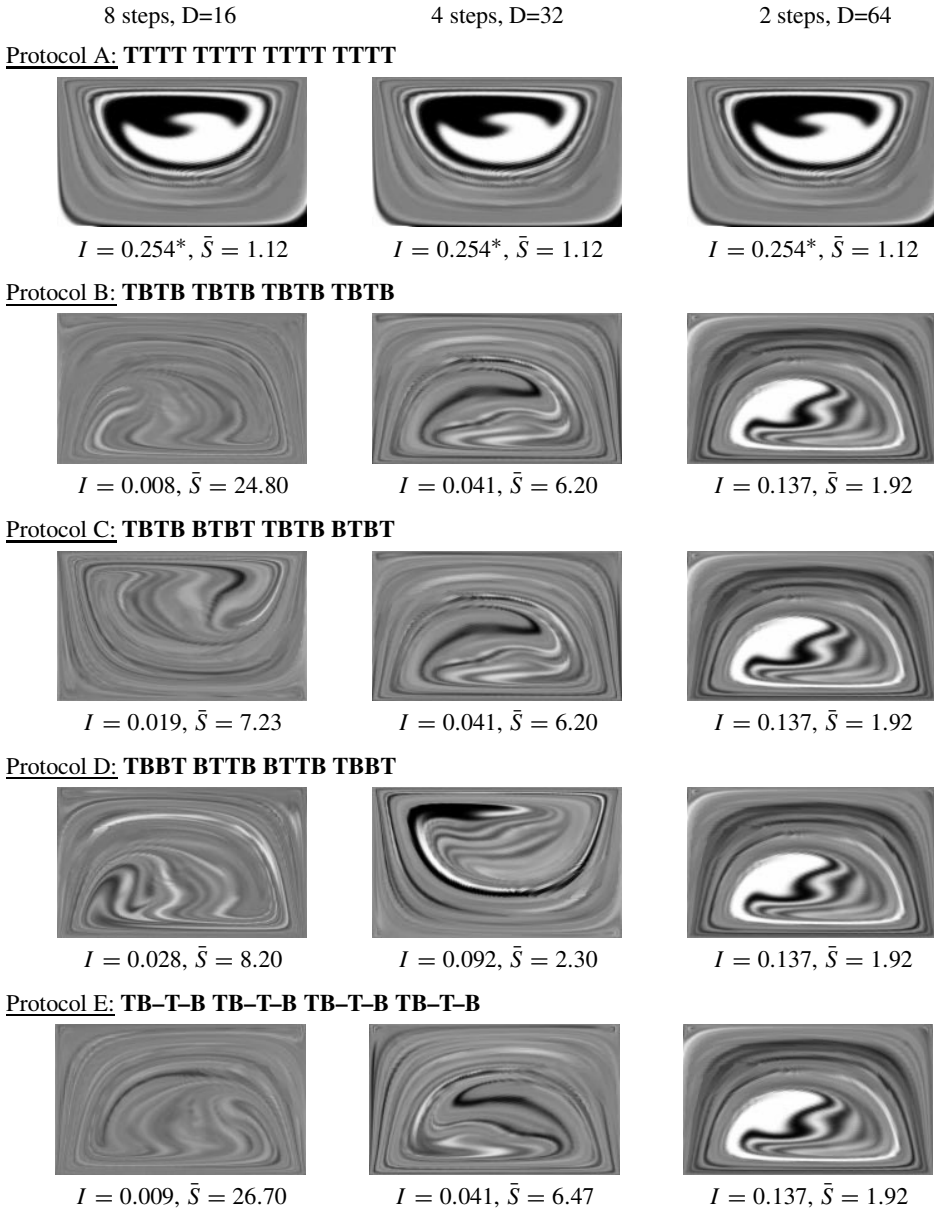 8 steps, D=16 4 steps, D=32 2 steps, D=64
Protocol A: TTTT TTTT TTTT TTTT
I = 0.254*, S̄ = 1.12 I = 0.254*, S̄ = 1.12 I = 0.254*, S̄ = 1.12
Protocol B: TBTB TBTB TBTB TBTB
I = 0.008, S̄ = 24.80 I = 0.041, S̄ = 6.20 I = 0.137, S̄ = 1.92
Protocol C: TBTB BTBT TBTB BTBT
I = 0.019, S̄ = 7.23 I = 0.041, S̄ = 6.20 I = 0.137, S̄ = 1.92
Protocol D: TBBT BTTB BTTB TBBT
I = 0.028, S̄ = 8.20 I = 0.092, S̄ = 2.30 I = 0.137, S̄ = 1.92
Protocol E: TB–T–B TB–T–B TB–T–B TB–T–B
I = 0.009, S̄ = 26.70 I = 0.041, S̄ = 6.47 I = 0.137, S̄ = 1.92